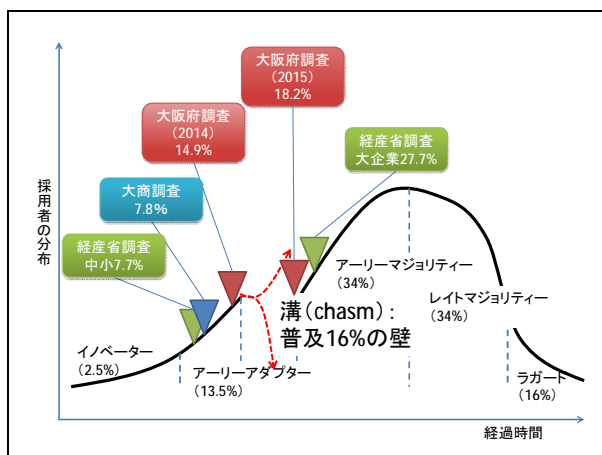 大阪府調査
(2015)
18.2%
大阪府調査
(2014)
14.9%
経産省調査
大企業27.7%
大商調査
7.8%
経産省調査
中小7.7%
採用者の分布
アーリーマジョリティー
(34%)
溝(chasm):
普及16%の壁
レイトマジョリティー
(34%)
イノベーター
(2.5%)
アーリーアダプター
(13.5%)
ラガート
(16%)
経過時間